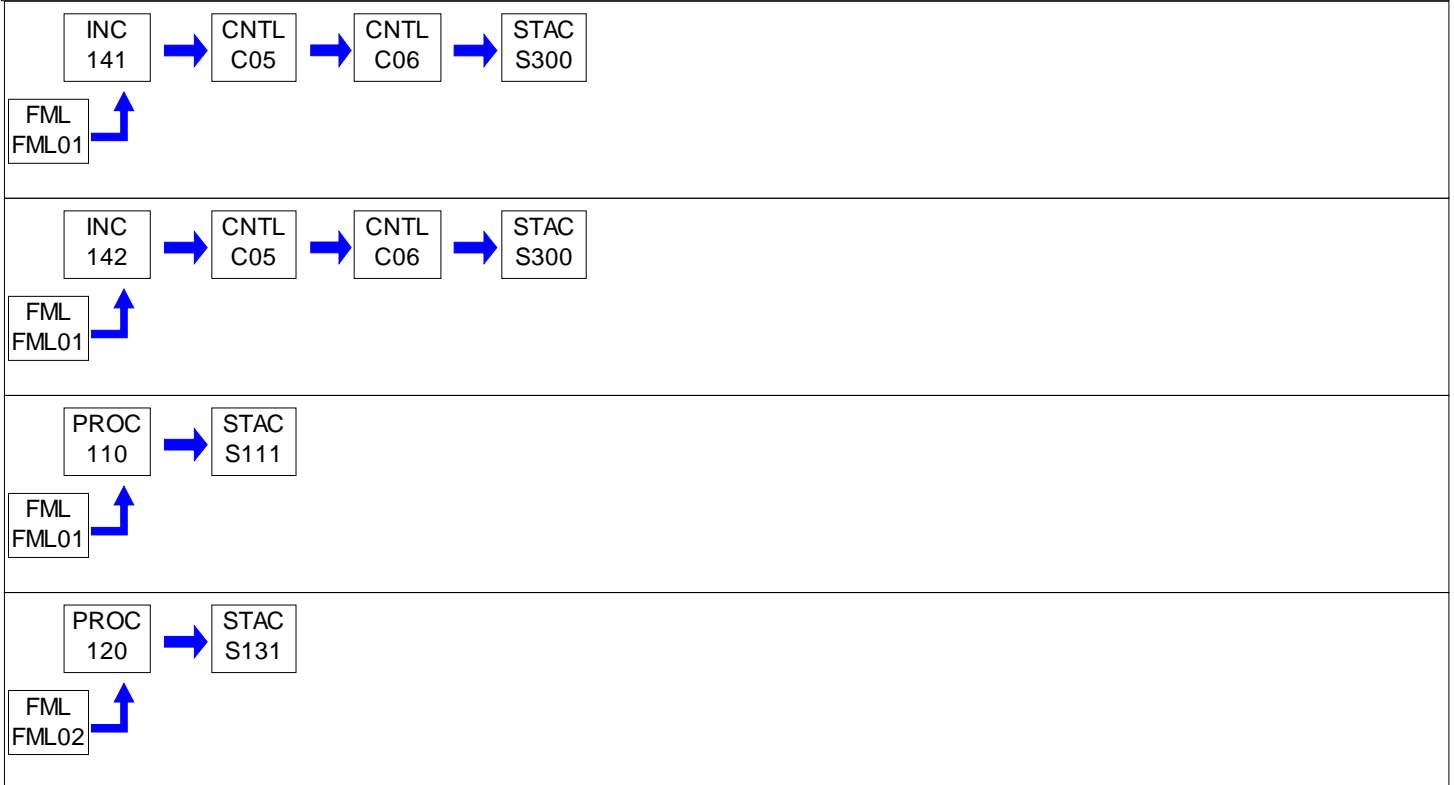 INC
141
CNTL
C05
CNTL
C06
STAC
S300
FML
FML01
INC
142
CNTL
C05
CNTL
C06
STAC
S300
FML
FML01
PROC
110
STAC
S111
FML
FML01
PROC
120
STAC
S131
FML
FML02